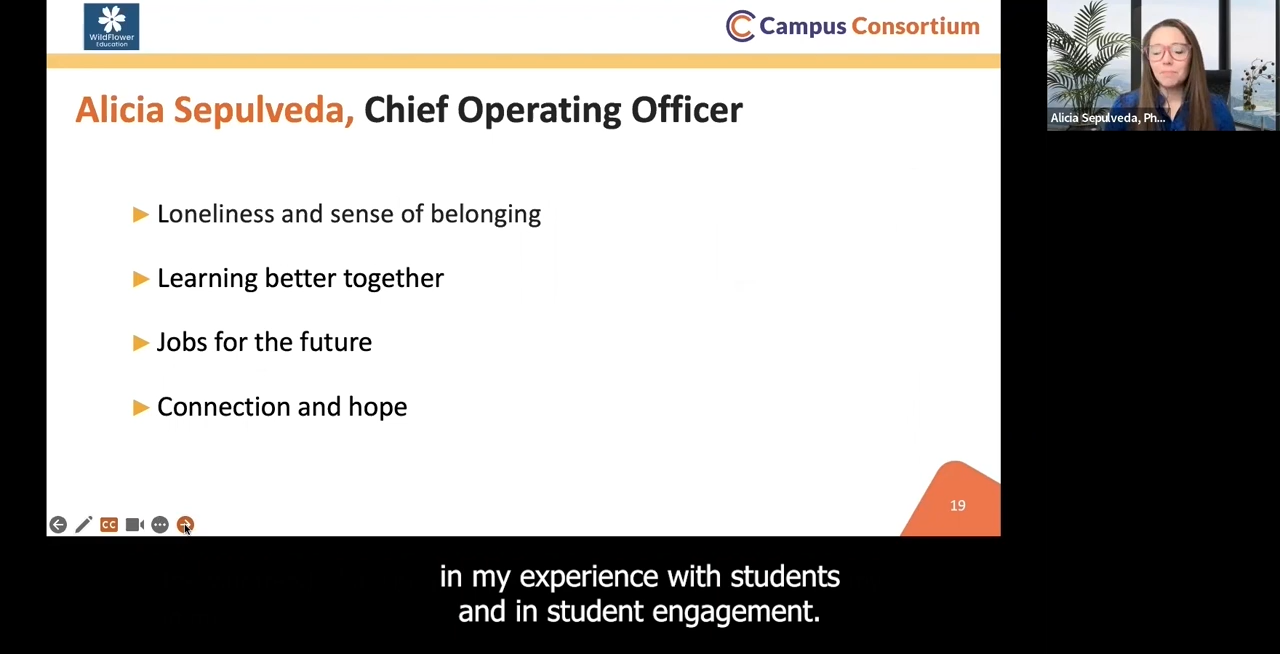 WildFlower
Education
Campus Consortium
Alicia Sepulveda, Chief Operating Officer
Loneliness and sense of belonging
Learning better together
Jobs for the future
Connection and hope
19
CC
Alicia Sepulveda, Ph...
in my experience with students
and in student engagement.